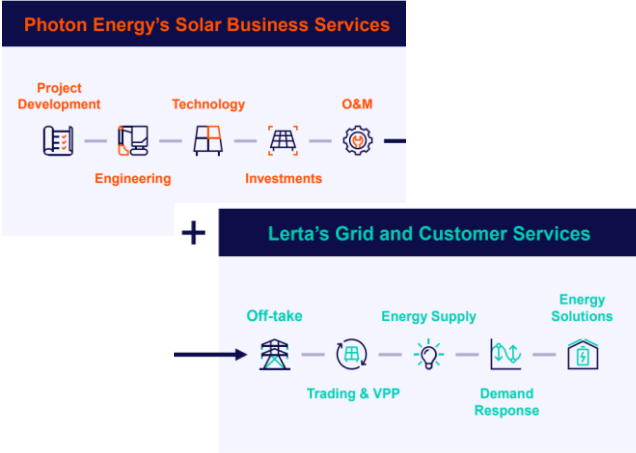 Photon Energy's Solar Business Services
Project
Development
Technology
O&M
Engineering
Investments
+
Lerta's Grid and Customer Services
Off-take
Energy Supply
Energy
Solutions
Trading & VPP
Demand
Response